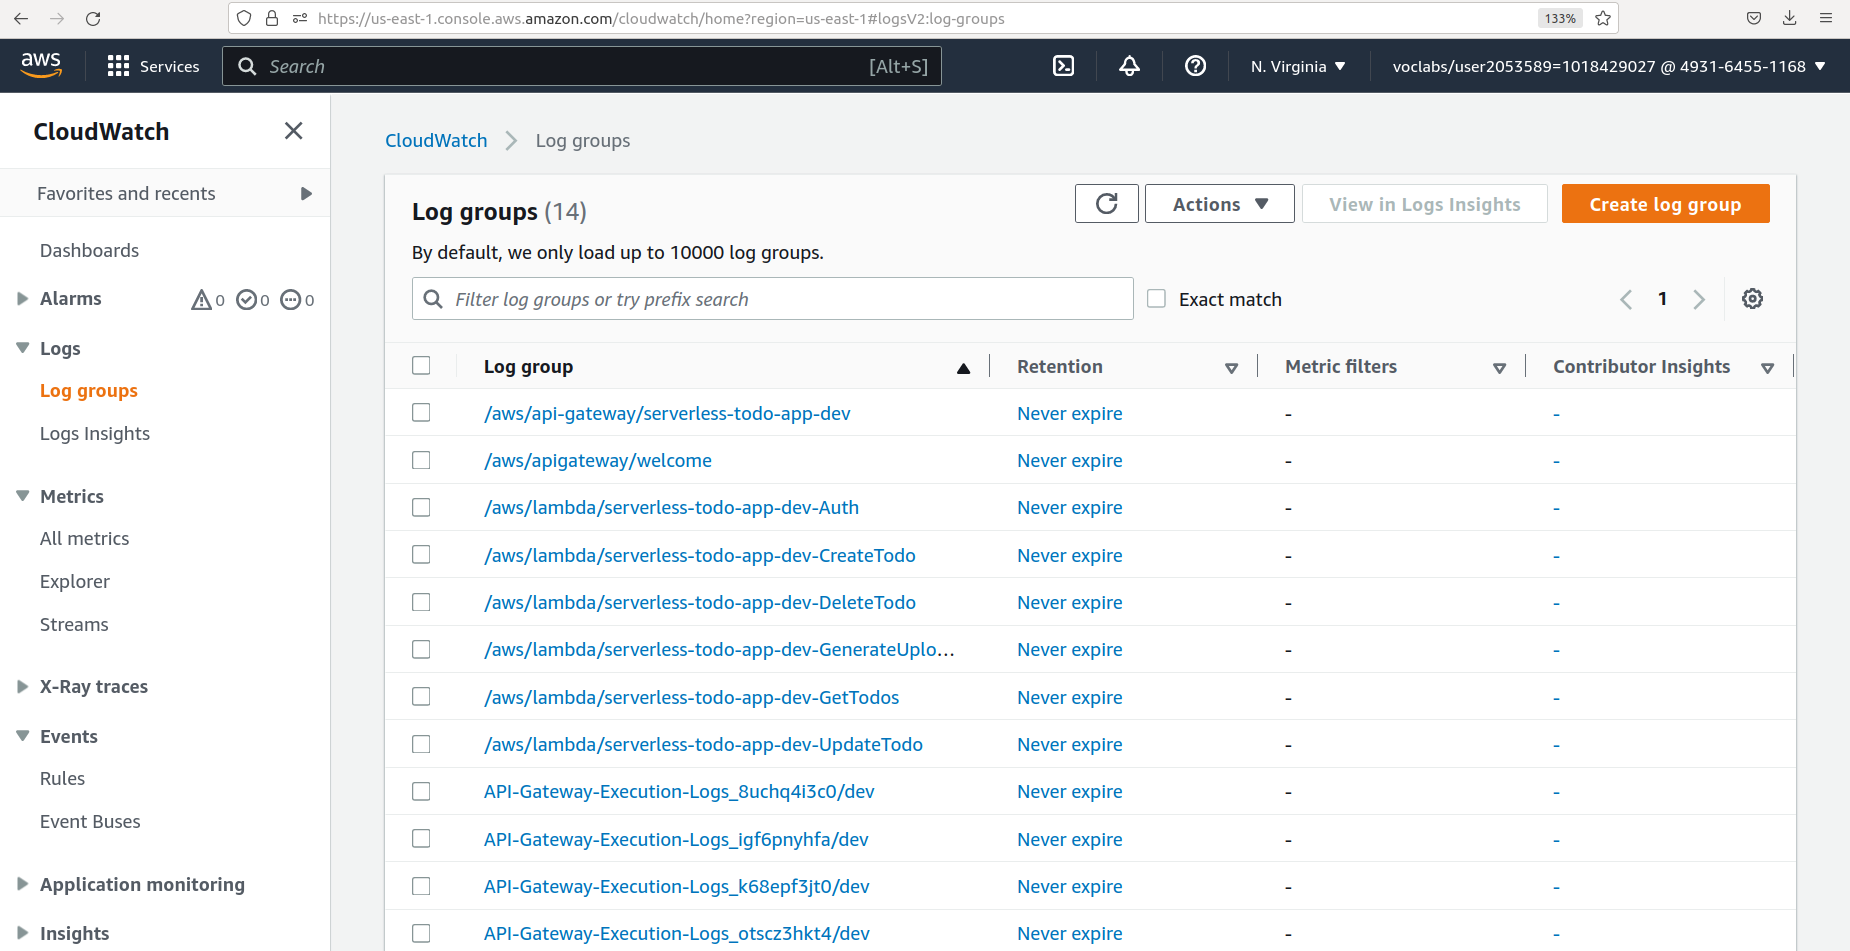 https://us-east-1.console.aws.amazon.com/cloudwatch/home?region=us-east-1#logsV2:log-groups
133%
aws
Services
Search
[Alt+S]
N. Virginia
voclabs/user2053589=1018429027 @ 4931-6455-1168
CloudWatch
Favorites and recents
Dashboards
Alarms 0 0 0
Logs
Log groups
Logs Insights
Metrics
All metrics
Explorer
Streams
X-Ray traces
Events
Rules
Event Buses
Application monitoring
Insights
CloudWatch Log groups
Log groups (14)
Actions
View in Logs Insights
Create log group
By default, we only load up to 10000 log groups.
Filter log groups or try prefix search
Exact match
1
Log group Retention Metric filters Contributor Insights
/aws/api-gateway/serverless-todo-app-dev Never expire - -
/aws/apigateway/welcome Never expire - -
/aws/lambda/serverless-todo-app-dev-Auth Never expire - -
/aws/lambda/serverless-todo-app-dev-CreateTodo Never expire - -
/aws/lambda/serverless-todo-app-dev-DeleteTodo Never expire - -
/aws/lambda/serverless-todo-app-dev-GenerateUplo... Never expire - -
/aws/lambda/serverless-todo-app-dev-GetTodos Never expire - -
/aws/lambda/serverless-todo-app-dev-UpdateTodo Never expire - -
API-Gateway-Execution-Logs_8uchq4i3c0/dev Never expire - -
API-Gateway-Execution-Logs_igf6pnyhfa/dev Never expire - -
API-Gateway-Execution-Logs_k68epf3jt0/dev Never expire - -
API-Gateway-Execution-Logs_otscz3hkt4/dev Never expire - -